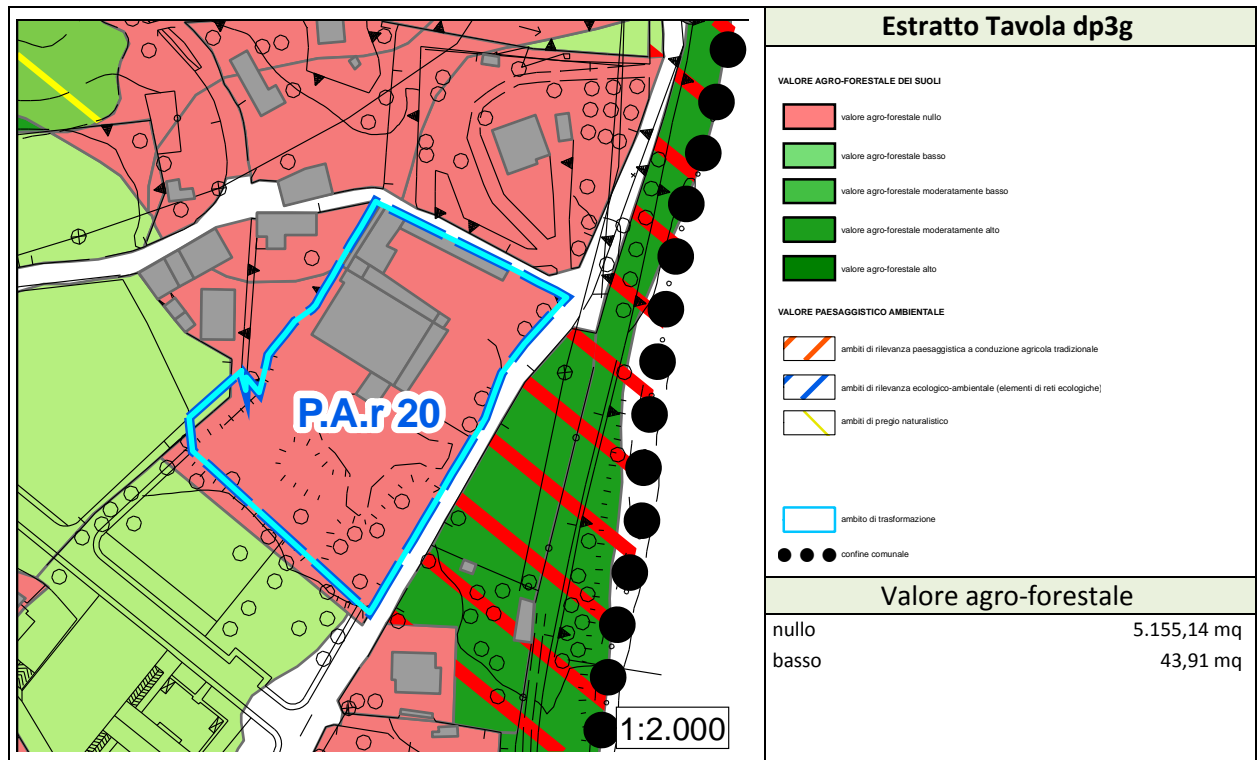 P.A.r 20
1:2.000
Estratto Tavola dp3g
VALORE AGRO-FORESTALE DEI SUOLI
valore agro-forestale nullo
valore agro-forestale basso
valore agro-forestale moderatamente basso
valore agro-forestale moderatamente alto
valore agro-forestale alto
VALORE PAESAGGISTICO AMBIENTALE
ambiti di rilevanza paesaggistica a conduzione agricola tradizionale
ambiti di rilevanza ecologico-ambientale (elementi di reti ecologiche)
ambiti di pregio naturalistico
ambito di trasformazione
confine comunale
Valore agro-forestale
nullo 5.155,14 mq
basso 43,91 mq